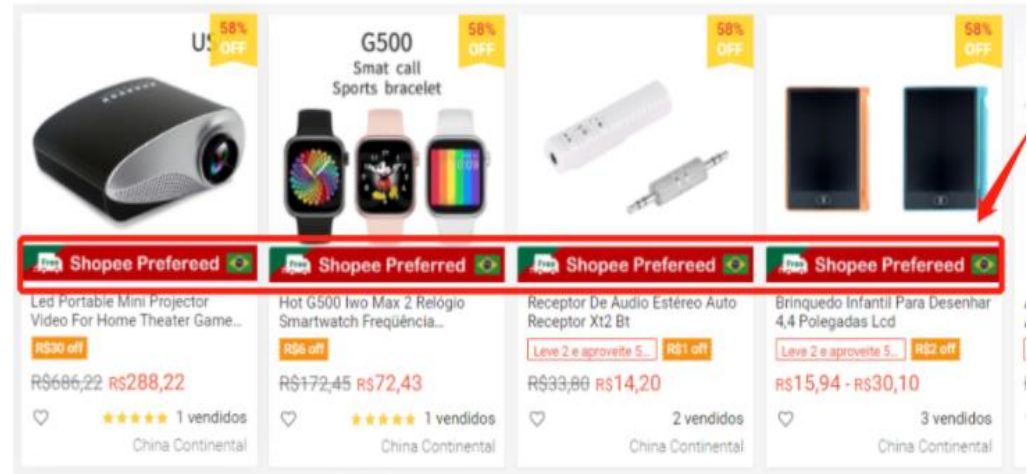 US
58%
OFF
Free
Shopee Prefereed
Led Portable Mini Projector
Video For Home Theater Game...
R$30 off
R$686,22 R$288,22
1 vendidos
China Continental
G500
Smat call
Sports bracelet
58%
OFF
Free
Shopee Preferred
Hot G500 Iwo Max 2 Relógio
Smartwatch Freqüência...
R$6 off
R$172,45 R$72,43
1 vendidos
China Continental
58%
OFF
Free
Shopee Prefereed
Receptor De Áudio Estéreo Auto
Receptor Xt2 Bt
Leve 2 e aproveite 5... R$1 off
R$33,80 R$14,20
2 vendidos
China Continental
58%
OFF
Free
Shopee Prefereed
Brinquedo Infantil Para Desenhar
4,4 Polegadas Lcd
Leve 2 e aproveite 5... R$2 off
R$15,94 - R$30,10
3 vendidos
China Continental